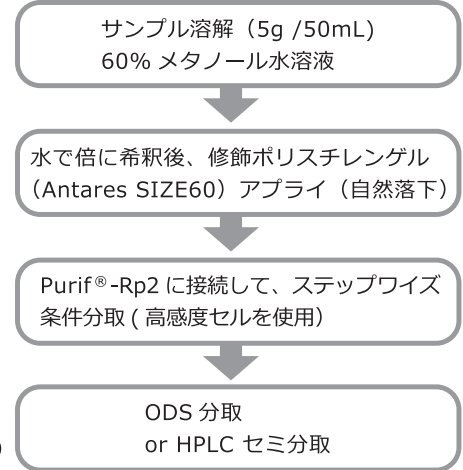 サンプル溶解（5g /50mL)
60% メタノール水溶液
水で倍に希釈後、修飾ポリスチレンゲル
（Antares SIZE60）アプライ（自然落下）
Purif®-Rp2 に接続して、ステップワイズ
条件分取 ( 高感度セルを使用）
ODS 分取
or HPLC セミ分取